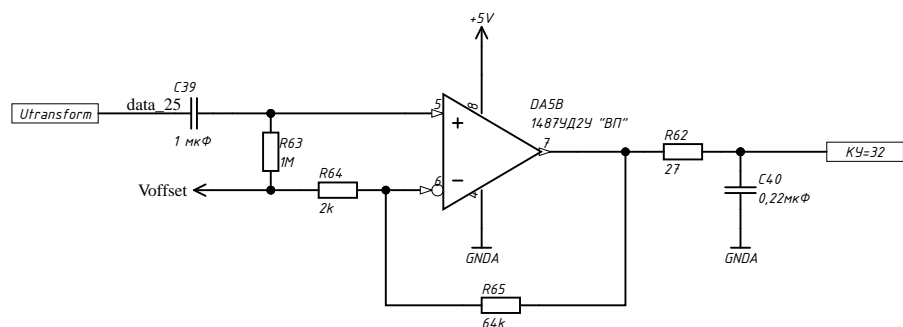 +5V
C39
Utransform
data_25
1 мкФ
R63
1M
Voffset
R64
2k
5
+
6
−
8
4
DA5B
1487УД2У "ВП"
7
GNDA
R65
64k
R62
27
C40
0,22мкФ
GNDA
КУ=32